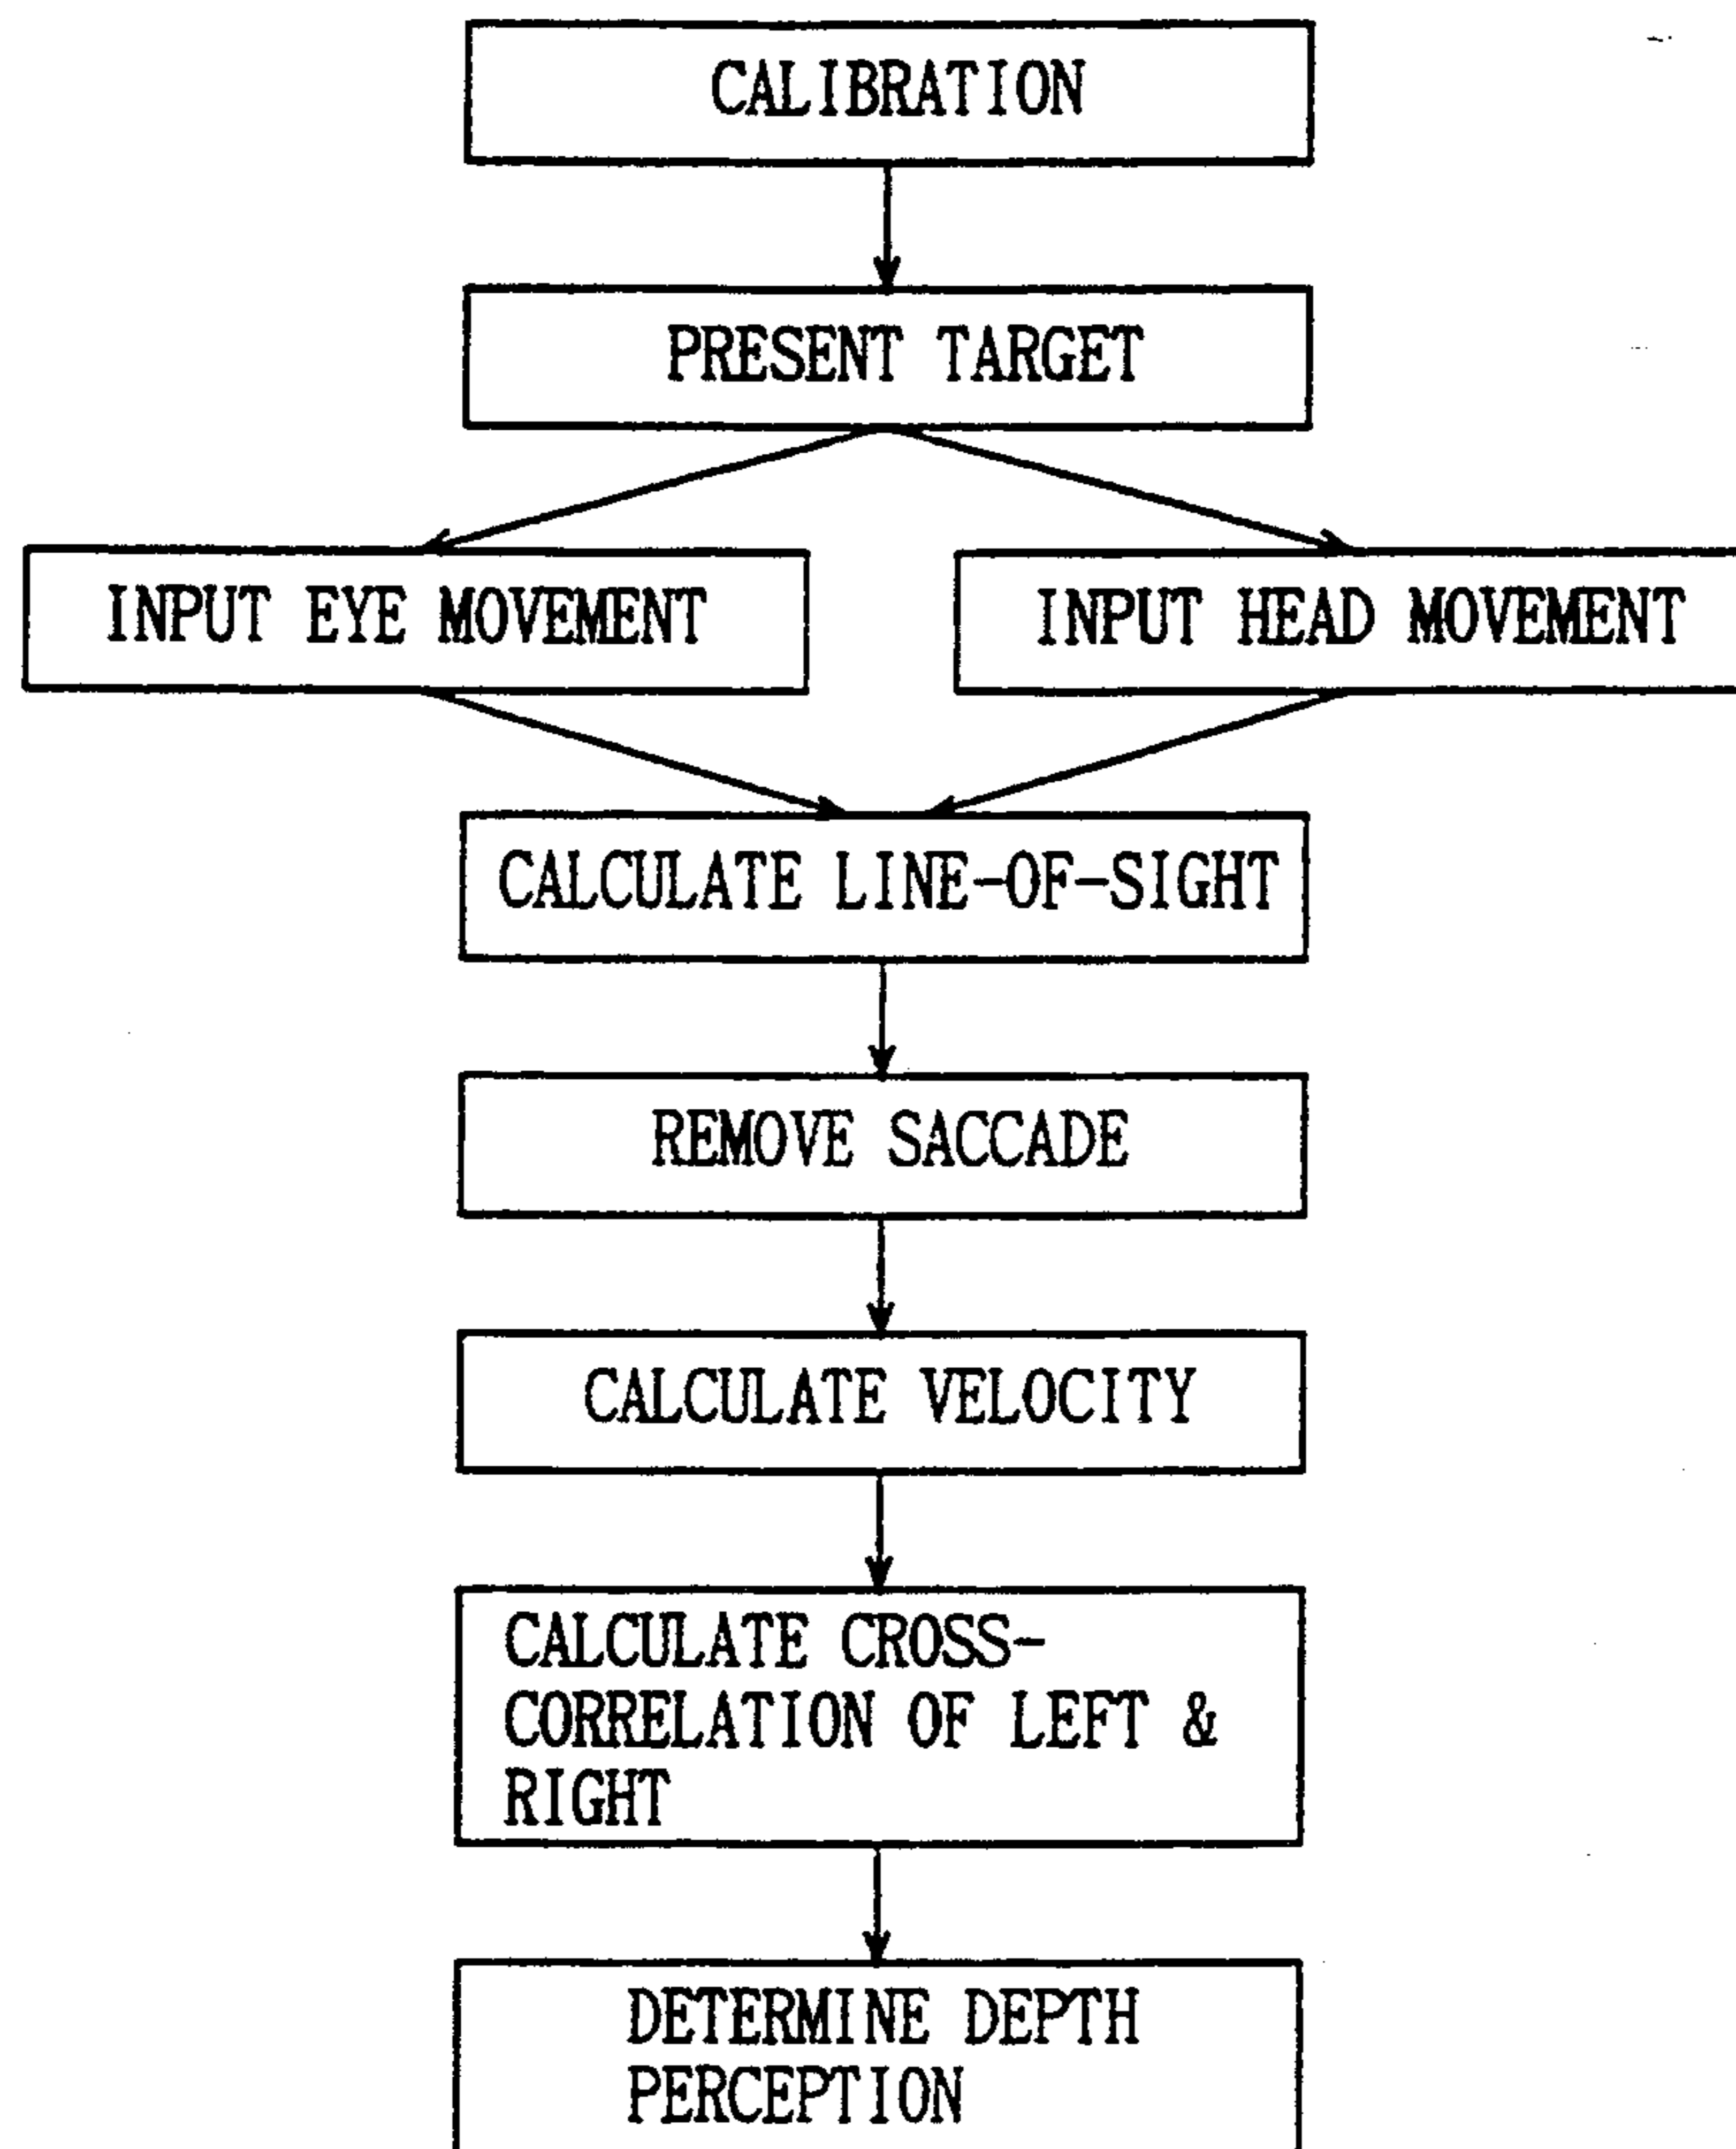 CALIBRATION
PRESENT TARGET
INPUT EYE MOVEMENT
INPUT HEAD MOVEMENT
CALCULATE LINE-OF-SIGHT
REMOVE SACCADE
CALCULATE VELOCITY
CALCULATE CROSS-
CORRELATION OF LEFT &
RIGHT
DETERMINE DEPTH
PERCEPTION